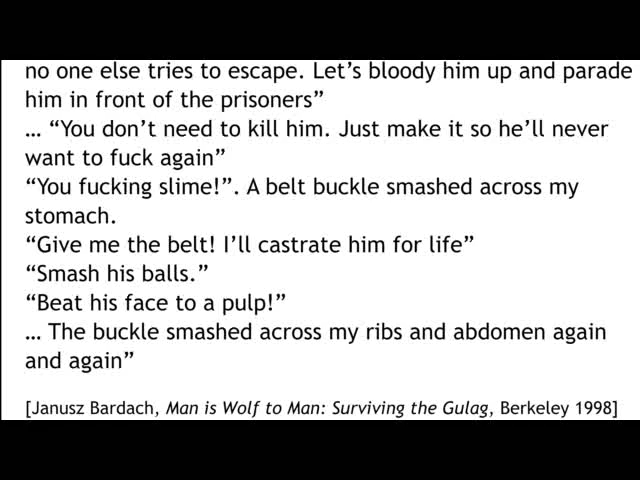 no one else tries to escape. Let’s bloody him up and parade
him in front of the prisoners”
… “You don’t need to kill him. Just make it so he’ll never
want to fuck again”
“You fucking slime!”. A belt buckle smashed across my
stomach.
“Give me the belt! I’ll castrate him for life”
“Smash his balls.”
“Beat his face to a pulp!”
… The buckle smashed across my ribs and abdomen again
and again”
[Janusz Bardach, Man is Wolf to Man: Surviving the Gulag, Berkeley 1998]